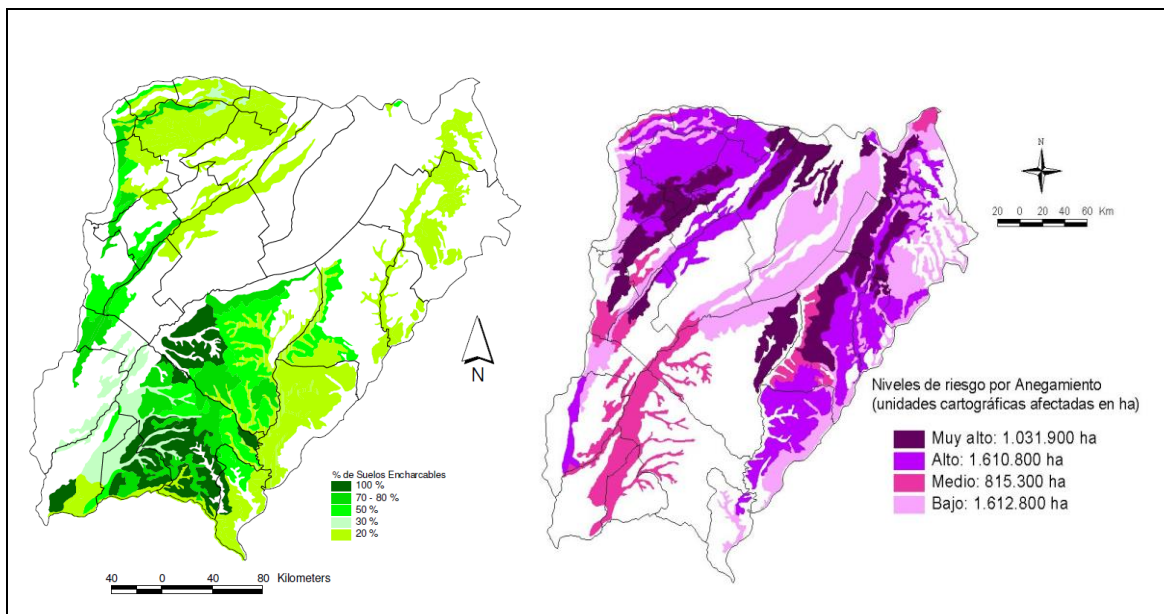 % de Suelos Encharcables
100 %
70 - 80 %
50 %
30 %
20 %
N
40 0 40 80 Kilometers
N
20 0 20 40 60 Km
Niveles de riesgo por Anegamiento
(unidades cartográficas afectadas en ha)
Muy alto: 1.031.900 ha
Alto: 1.610.800 ha
Medio: 815.300 ha
Bajo: 1.612.800 ha